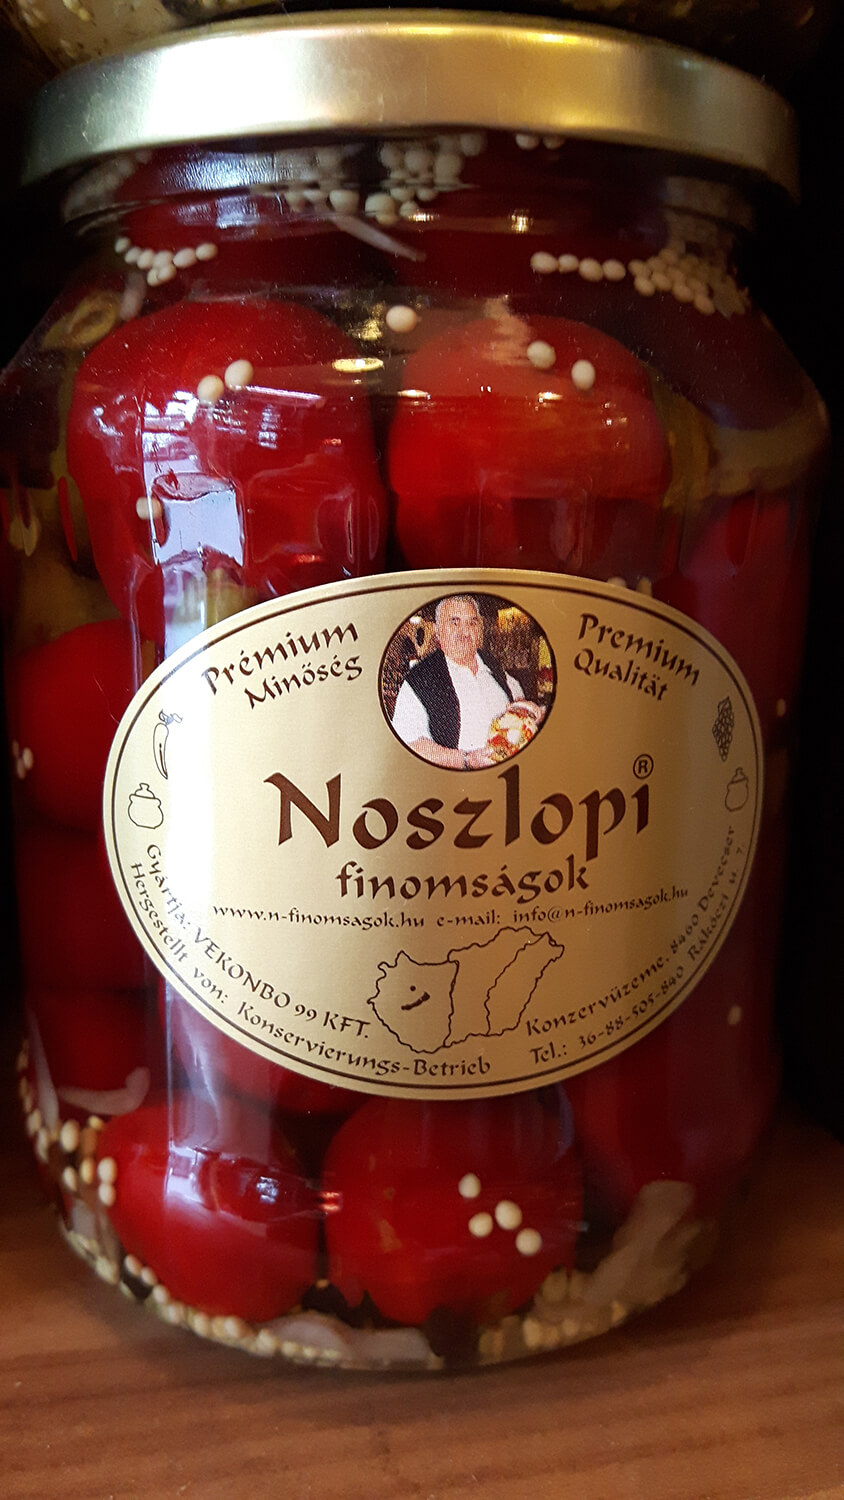 Prémium
Minőség
Premium
Qualität
Noszlopi®
finomságok
www.n-finomsagok.hu e-mail: info@n-finomsagok.hu
Gyártja: VEKONBO 99 KFT. Konzervüzeme, 8460 Devecser
Hergestellt von: Konservierungs-Betrieb Tel.: 36-88-505-840 Rákóczi u. 7.